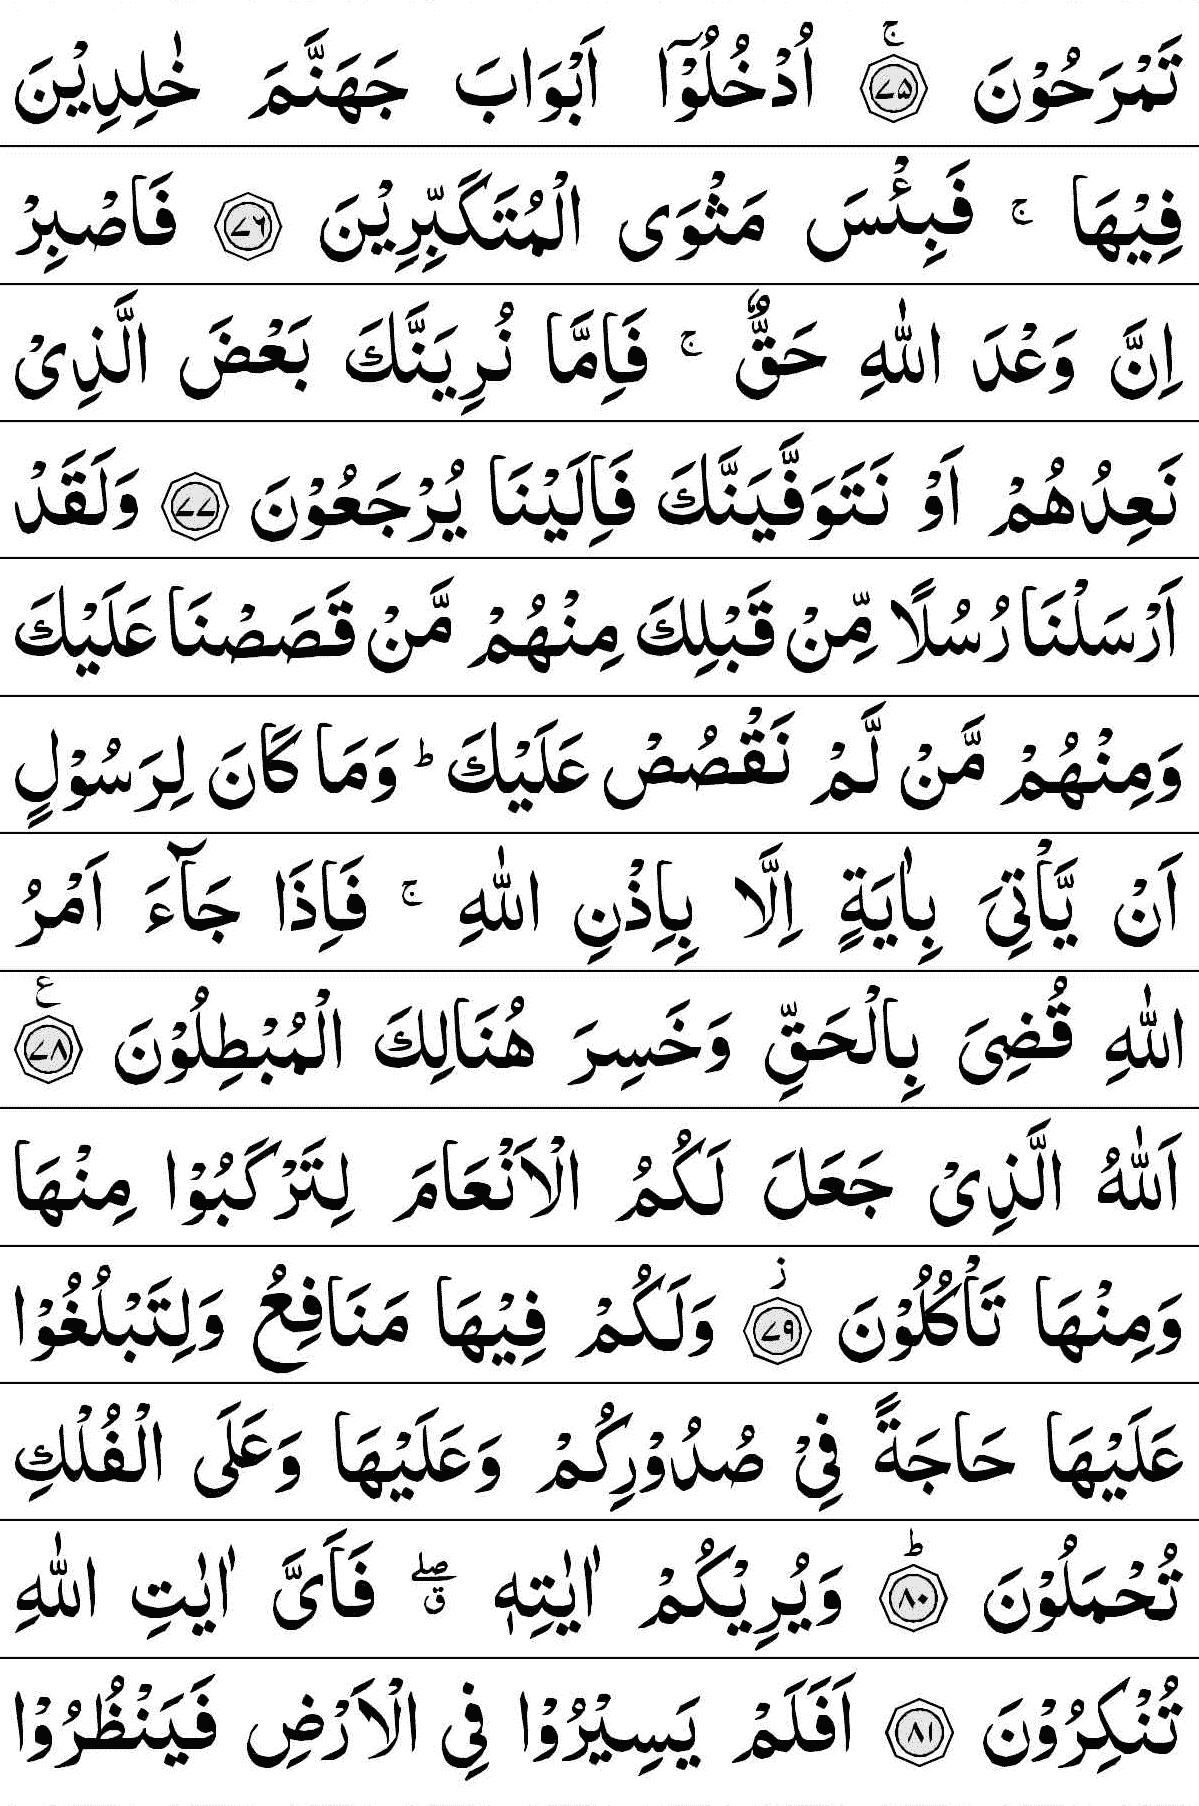 تَمْرَحُوْنَ ۚ ﴿۷۵﴾ اُدْخُلُوْۤا اَبْوَابَ جَهَنَّمَ خٰلِدِيْنَ
فِيْهَا ۚ فَبِئْسَ مَثْوَى الْمُتَكَبِّرِيْنَ ﴿۷۶﴾ فَاصْبِرْ
اِنَّ وَعْدَ اللّٰهِ حَقٌّ ۚ فَاِمَّا نُرِيَنَّكَ بَعْضَ الَّذِيْ
نَعِدُهُمْ اَوْ نَتَوَفَّيَنَّكَ فَاِلَيْنَا يُرْجَعُوْنَ ﴿۷۷﴾ وَلَقَدْ
اَرْسَلْنَا رُسُلًا مِّنْ قَبْلِكَ مِنْهُمْ مَّنْ قَصَصْنَا عَلَيْكَ
وَمِنْهُمْ مَّنْ لَّمْ نَقْصُصْ عَلَيْكَ ؕ وَمَا كَانَ لِرَسُوْلٍ
اَنْ يَّاْتِيَ بِاٰيَةٍ اِلَّا بِاِذْنِ اللّٰهِ ۚ فَاِذَا جَآءَ اَمْرُ
اللّٰهِ قُضِيَ بِالْحَقِّ وَخَسِرَ هُنَالِكَ الْمُبْطِلُوْنَ ﴿۷۸﴾ ع
اَللّٰهُ الَّذِيْ جَعَلَ لَكُمُ الْاَنْعَامَ لِتَرْكَبُوْا مِنْهَا
وَمِنْهَا تَاْكُلُوْنَ ﴿۷۹﴾ ز وَلَكُمْ فِيْهَا مَنَافِعُ وَلِتَبْلُغُوْا
عَلَيْهَا حَاجَةً فِيْ صُدُوْرِكُمْ وَعَلَيْهَا وَعَلَى الْفُلْكِ
تُحْمَلُوْنَ ؕ ﴿۸۰﴾ وَيُرِيْكُمْ اٰيٰتِهٖ ۖق فَاَيَّ اٰيٰتِ اللّٰهِ
تُنْكِرُوْنَ ﴿۸۱﴾ اَفَلَمْ يَسِيْرُوْا فِي الْاَرْضِ فَيَنْظُرُوْا